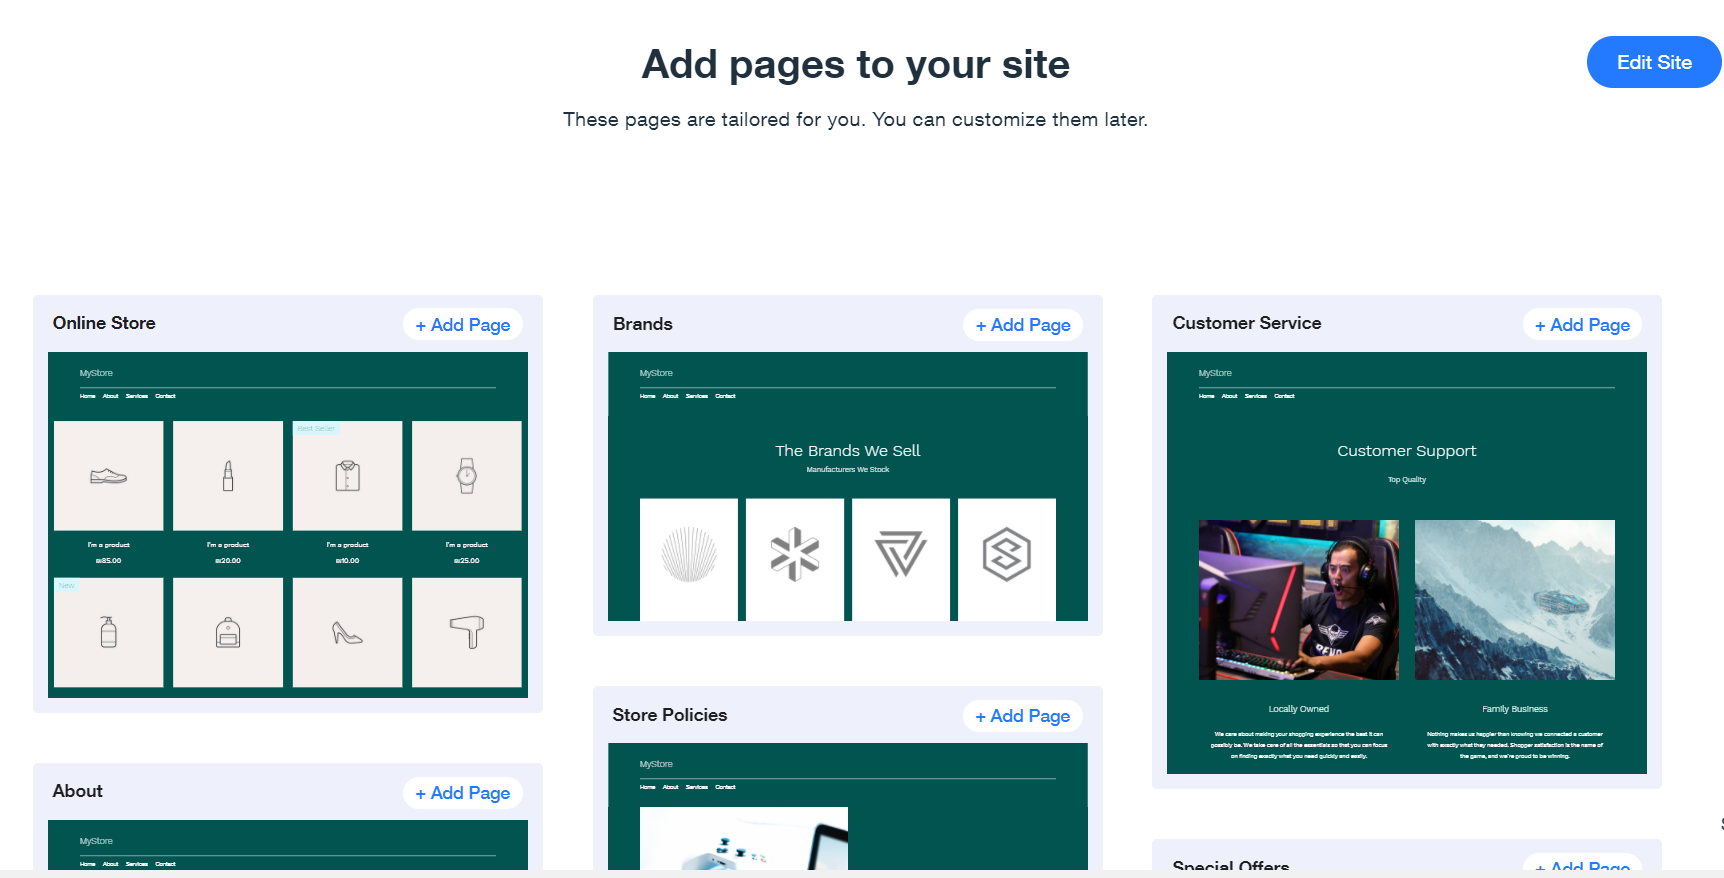 Add pages to your site
Edit Site
These pages are tailored for you. You can customize them later.
Online Store
+ Add Page
MyStore
Home About Services Contact
Best Seller
I'm a product I'm a product I'm a product I'm a product
₪85.00 ₪20.00 ₪10.00 ₪25.00
New
About
+ Add Page
MyStore
Home About Services Contact
Brands
+ Add Page
MyStore
Home About Services Contact
The Brands We Sell
Manufacturers We Stock
Store Policies
+ Add Page
MyStore
Home About Services Contact
Customer Service
+ Add Page
MyStore
Home About Services Contact
Customer Support
Top Quality
Locally Owned
We care about making your shopping experience the best it can
possibly be. We take care of all the essentials so that you can focus
on finding exactly what you need quickly and easily.
Family Business
Nothing makes us happier than knowing we connected a customer
with exactly what they needed. Shopper satisfaction is the name of
the game, and we're proud to be winning.
Special Offers
+ Add Page